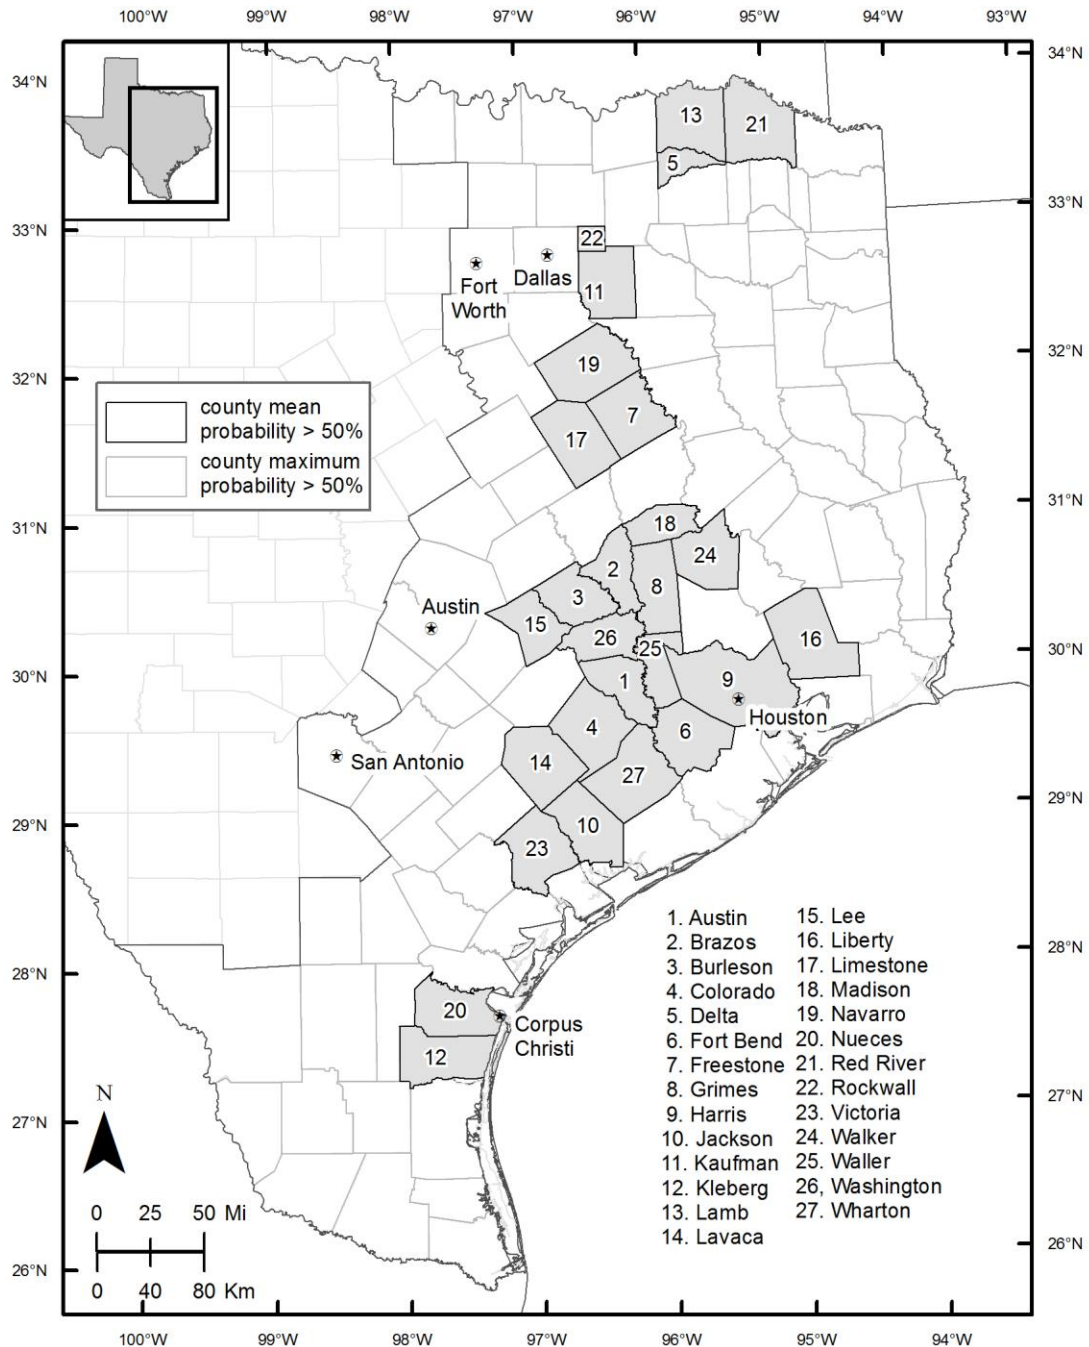 100°W 99°W 98°W 97°W 96°W 95°W 94°W 93°W
34°N
34°N
13
21
5
33°N
33°N
22
Fort
Worth
Dallas
11
32°N
32°N
19
7
17
county mean
probability > 50%
county maximum
probability > 50%
31°N
31°N
18
24
2
8
3
Austin
15
26
25
16
30°N
30°N
1
9
Houston
4
6
San Antonio
14
27
29°N
29°N
10
23
1. Austin
2. Brazos
3. Burleson
4. Colorado
5. Delta
6. Fort Bend
7. Freestone
8. Grimes
9. Harris
10. Jackson
11. Kaufman
12. Kleberg
13. Lamb
14. Lavaca
15. Lee
16. Liberty
17. Limestone
18. Madison
19. Navarro
20. Nueces
21. Red River
22. Rockwall
23. Victoria
24. Walker
25. Waller
26, Washington
27. Wharton
28°N
28°N
20
Corpus
Christi
12
N
27°N
27°N
0 25 50 Mi
0 40 80 Km
26°N
26°N
100°W 99°W 98°W 97°W 96°W 95°W 94°W